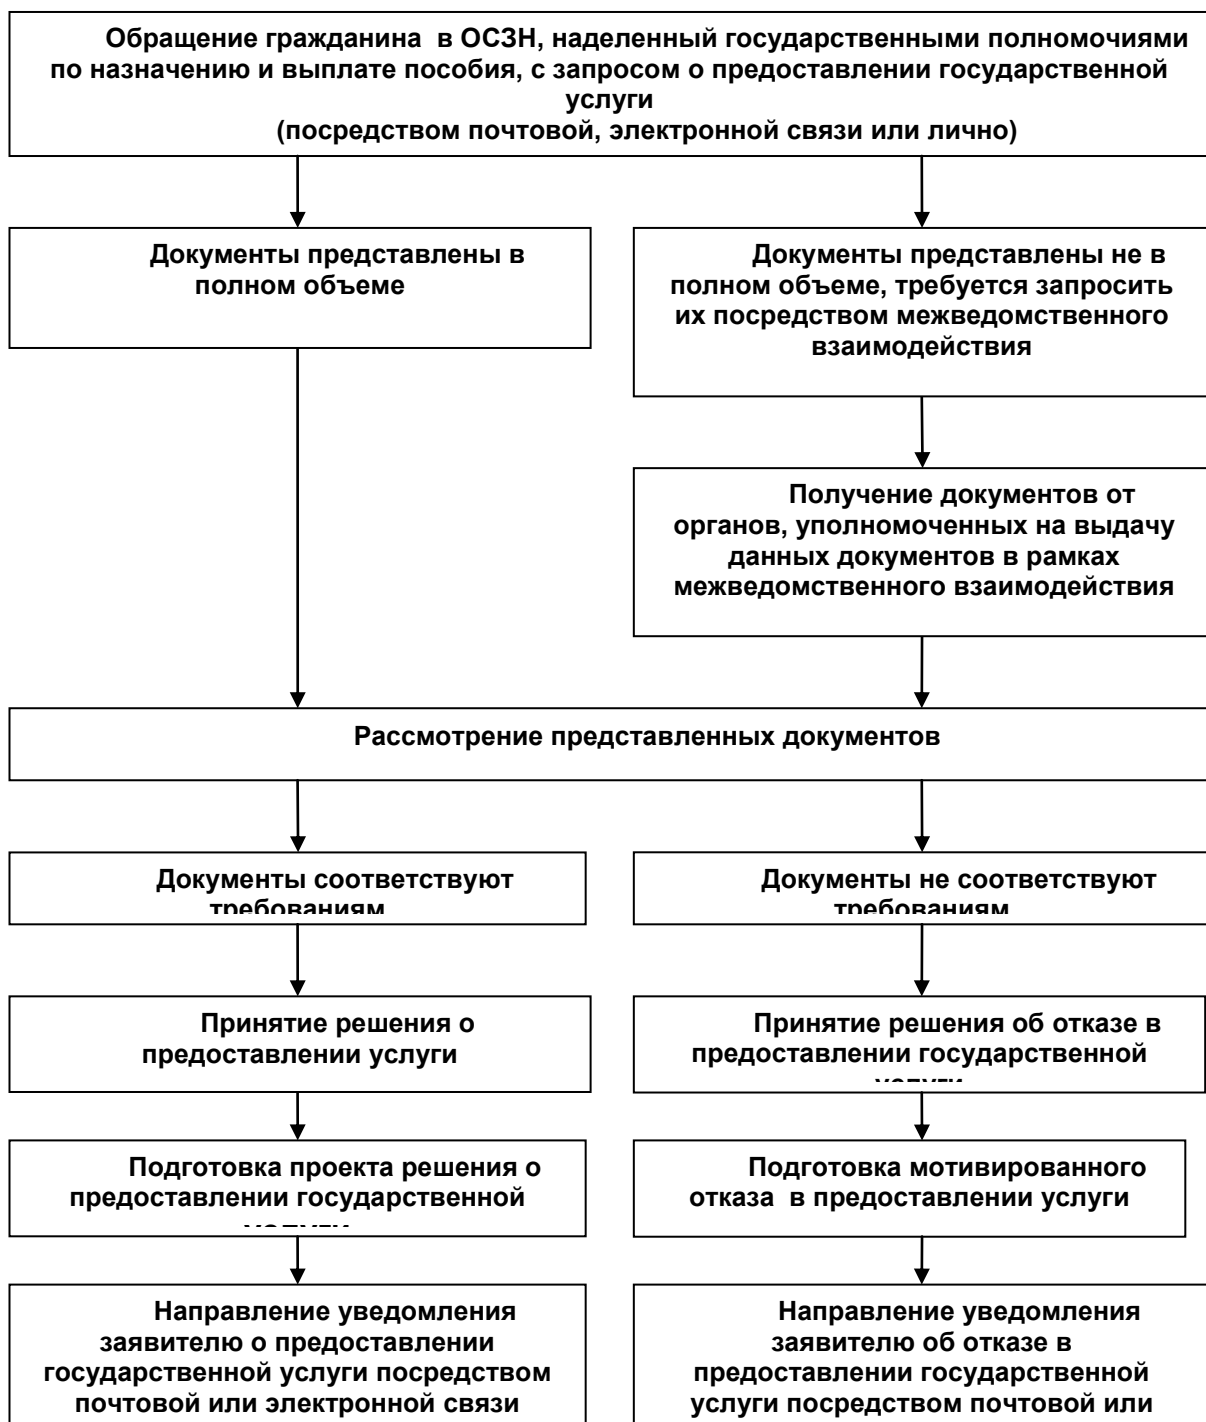 Обращение гражданина в ОСЗН, наделенный государственными полномочиями
по назначению и выплате пособия, с запросом о предоставлении государственной
услуги
(посредством почтовой, электронной связи или лично)
Документы представлены в
полном объеме
Документы представлены не в
полном объеме, требуется запросить
их посредством межведомственного
взаимодействия
Получение документов от
органов, уполномоченных на выдачу
данных документов в рамках
межведомственного взаимодействия
Рассмотрение представленных документов
Документы соответствуют
требованиям
Документы не соответствуют
требованиям
Принятие решения о
предоставлении услуги
Принятие решения об отказе в
предоставлении государственной
услуги
Подготовка проекта решения о
предоставлении государственной
услуги
Подготовка мотивированного
отказа в предоставлении услуги
Направление уведомления
заявителю о предоставлении
государственной услуги посредством
почтовой или электронной связи
Направление уведомления
заявителю об отказе в
предоставлении государственной
услуги посредством почтовой или